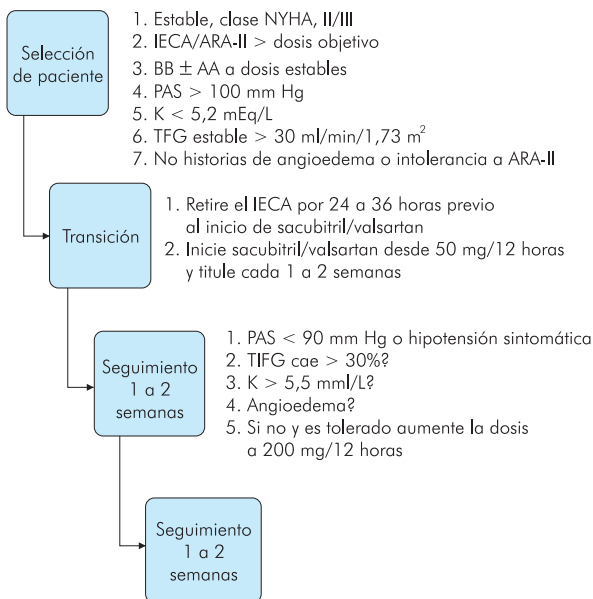 Selección
de paciente
1. Estable, clase NYHA, II/III
2. IECA/ARA-II > dosis objetivo
3. BB ± AA a dosis estables
4. PAS > 100 mm Hg
5. K < 5,2 mEq/L
6. TFG estable > 30 ml/min/1,73 m²
7. No historias de angioedema o intolerancia a ARA-II
Transición
1. Retire el IECA por 24 a 36 horas previo
al inicio de sacubitril/valsartan
2. Inicie sacubitril/valsartan desde 50 mg/12 horas
y titule cada 1 a 2 semanas
Seguimiento
1 a 2
semanas
1. PAS < 90 mm Hg o hipotensión sintomática
2. TIFG cae > 30%?
3. K > 5,5 mml/L?
4. Angioedema?
5. Si no y es tolerado aumente la dosis
a 200 mg/12 horas
Seguimiento
1 a 2
semanas